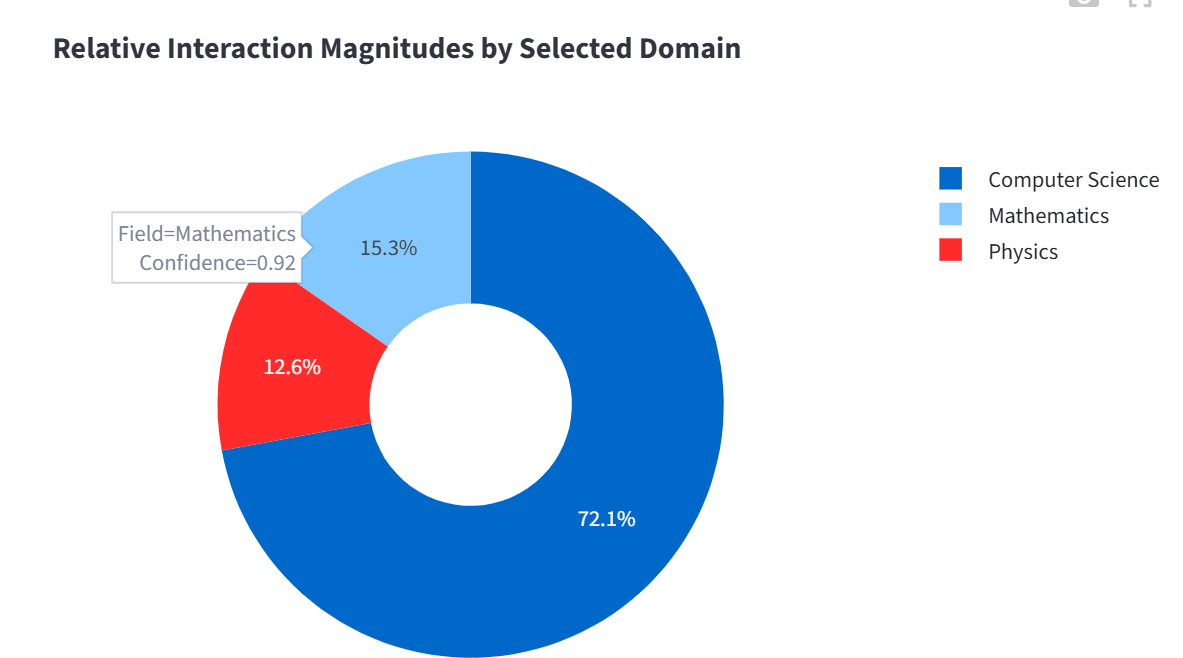 Relative Interaction Magnitudes by Selected Domain
Computer Science
Mathematics
Physics
Field=Mathematics
Confidence=0.92
15.3%
12.6%
72.1%